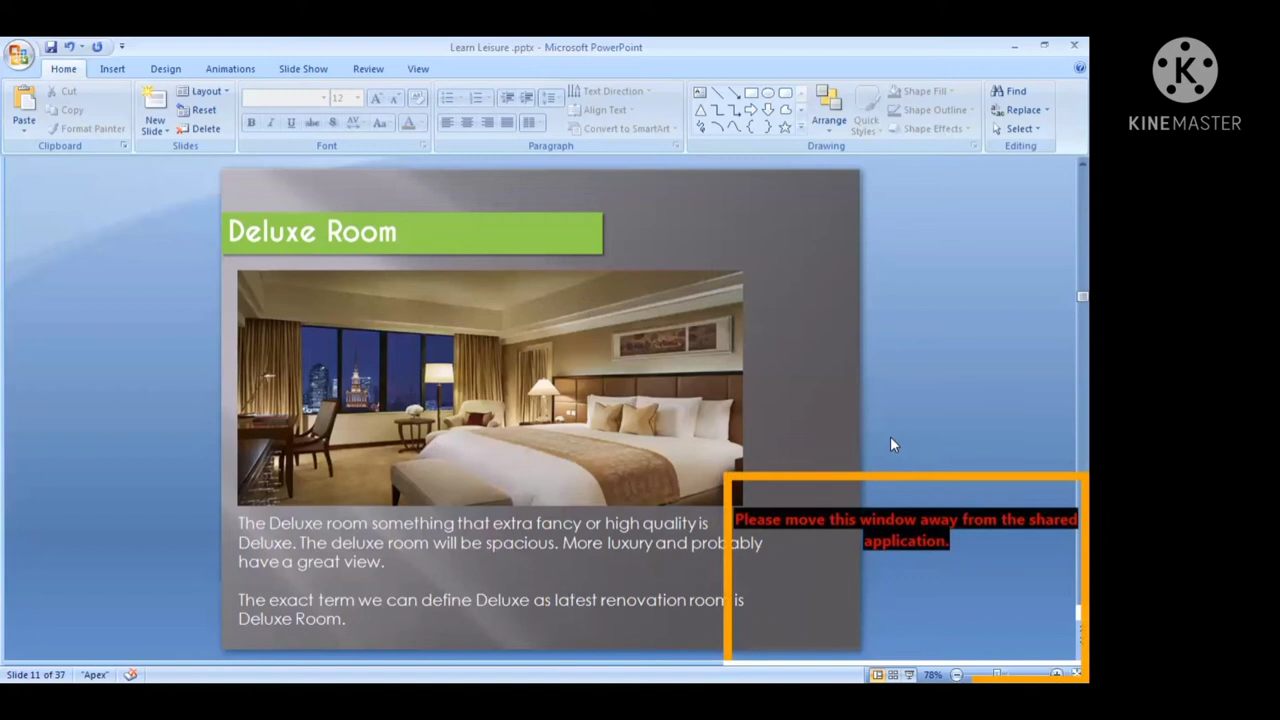 Learn Leisure .pptx - Microsoft PowerPoint
Home Insert Design Animations Slide Show Review View
Paste
Cut
Copy
Format Painter
Clipboard
New Slide
Layout
Reset
Delete
Slides
12
B I U abe S AV Aa A
Font
Text Direction
Align Text
Convert to SmartArt
Paragraph
Arrange
Quick Styles
Shape Fill
Shape Outline
Shape Effects
Drawing
Find
Replace
Select
Editing
K
KINEMASTER
Deluxe Room
The Deluxe room something that extra fancy or high quality is
Deluxe. The deluxe room will be spacious. More luxury and probably
have a great view.
The exact term we can define Deluxe as latest renovation room is
Deluxe Room.
Please move this window away from the shared
application.
Slide 11 of 37 "Apex" 78%